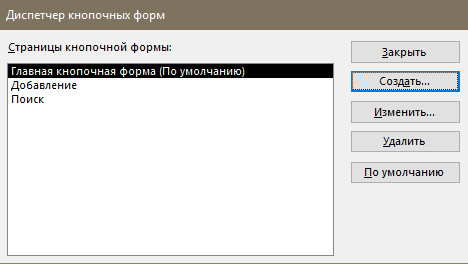 Диспетчер кнопочных форм
Страницы кнопочной формы:
Главная кнопочная форма (По умолчанию)
Добавление
Поиск
Закрыть
Создать...
Изменить...
Удалить
По умолчанию